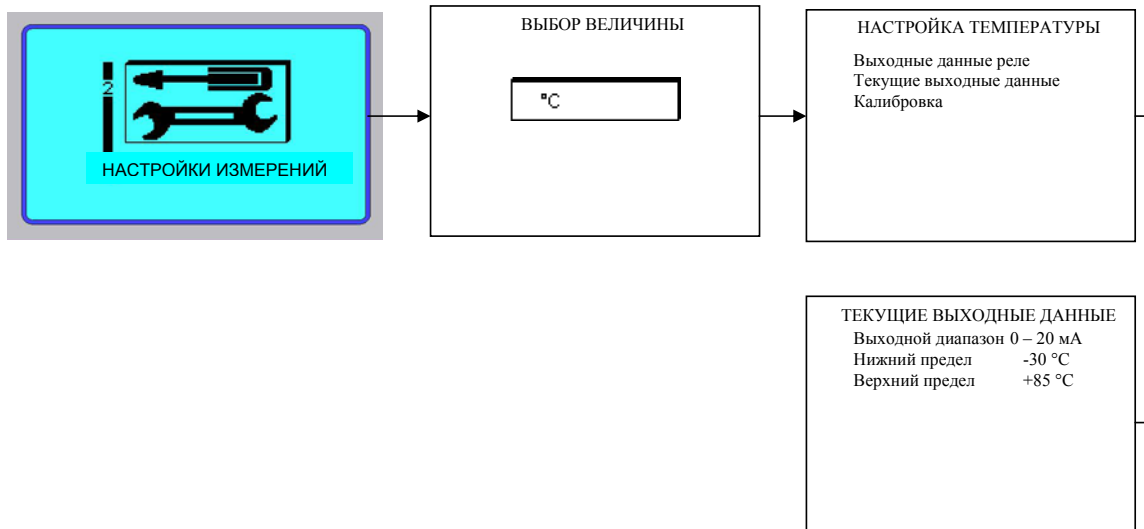 2
НАСТРОЙКИ ИЗМЕРЕНИЙ
ВЫБОР ВЕЛИЧИНЫ
°C
НАСТРОЙКА ТЕМПЕРАТУРЫ
Выходные данные реле
Текущие выходные данные
Калибровка
ТЕКУЩИЕ ВЫХОДНЫЕ ДАННЫЕ
Выходной диапазон 0 – 20 мА
Нижний предел -30 °C
Верхний предел +85 °C